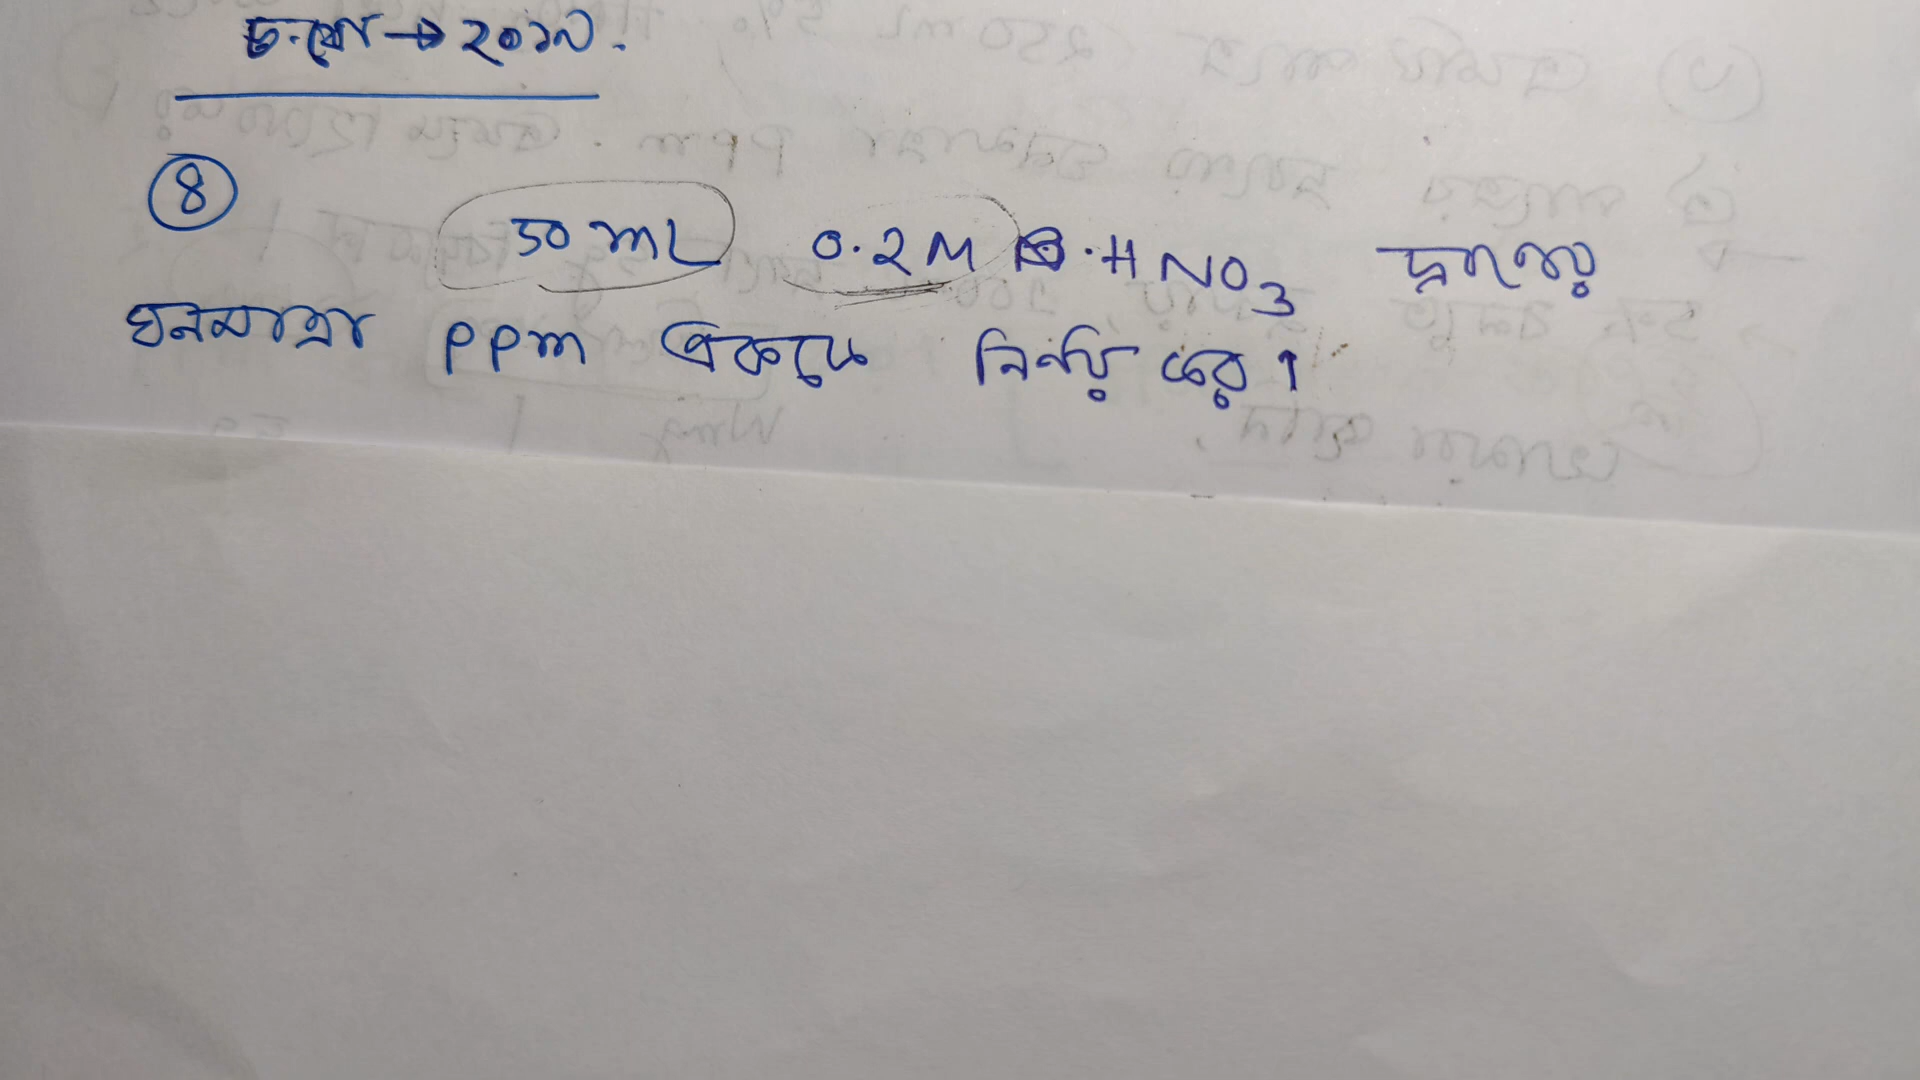 চ.বো → ২০১৯.
⑧ 50 mL 0.2M . HNO3 দ্রবণের
ঘনমাত্রা ppm এককে নির্ণয় কর।